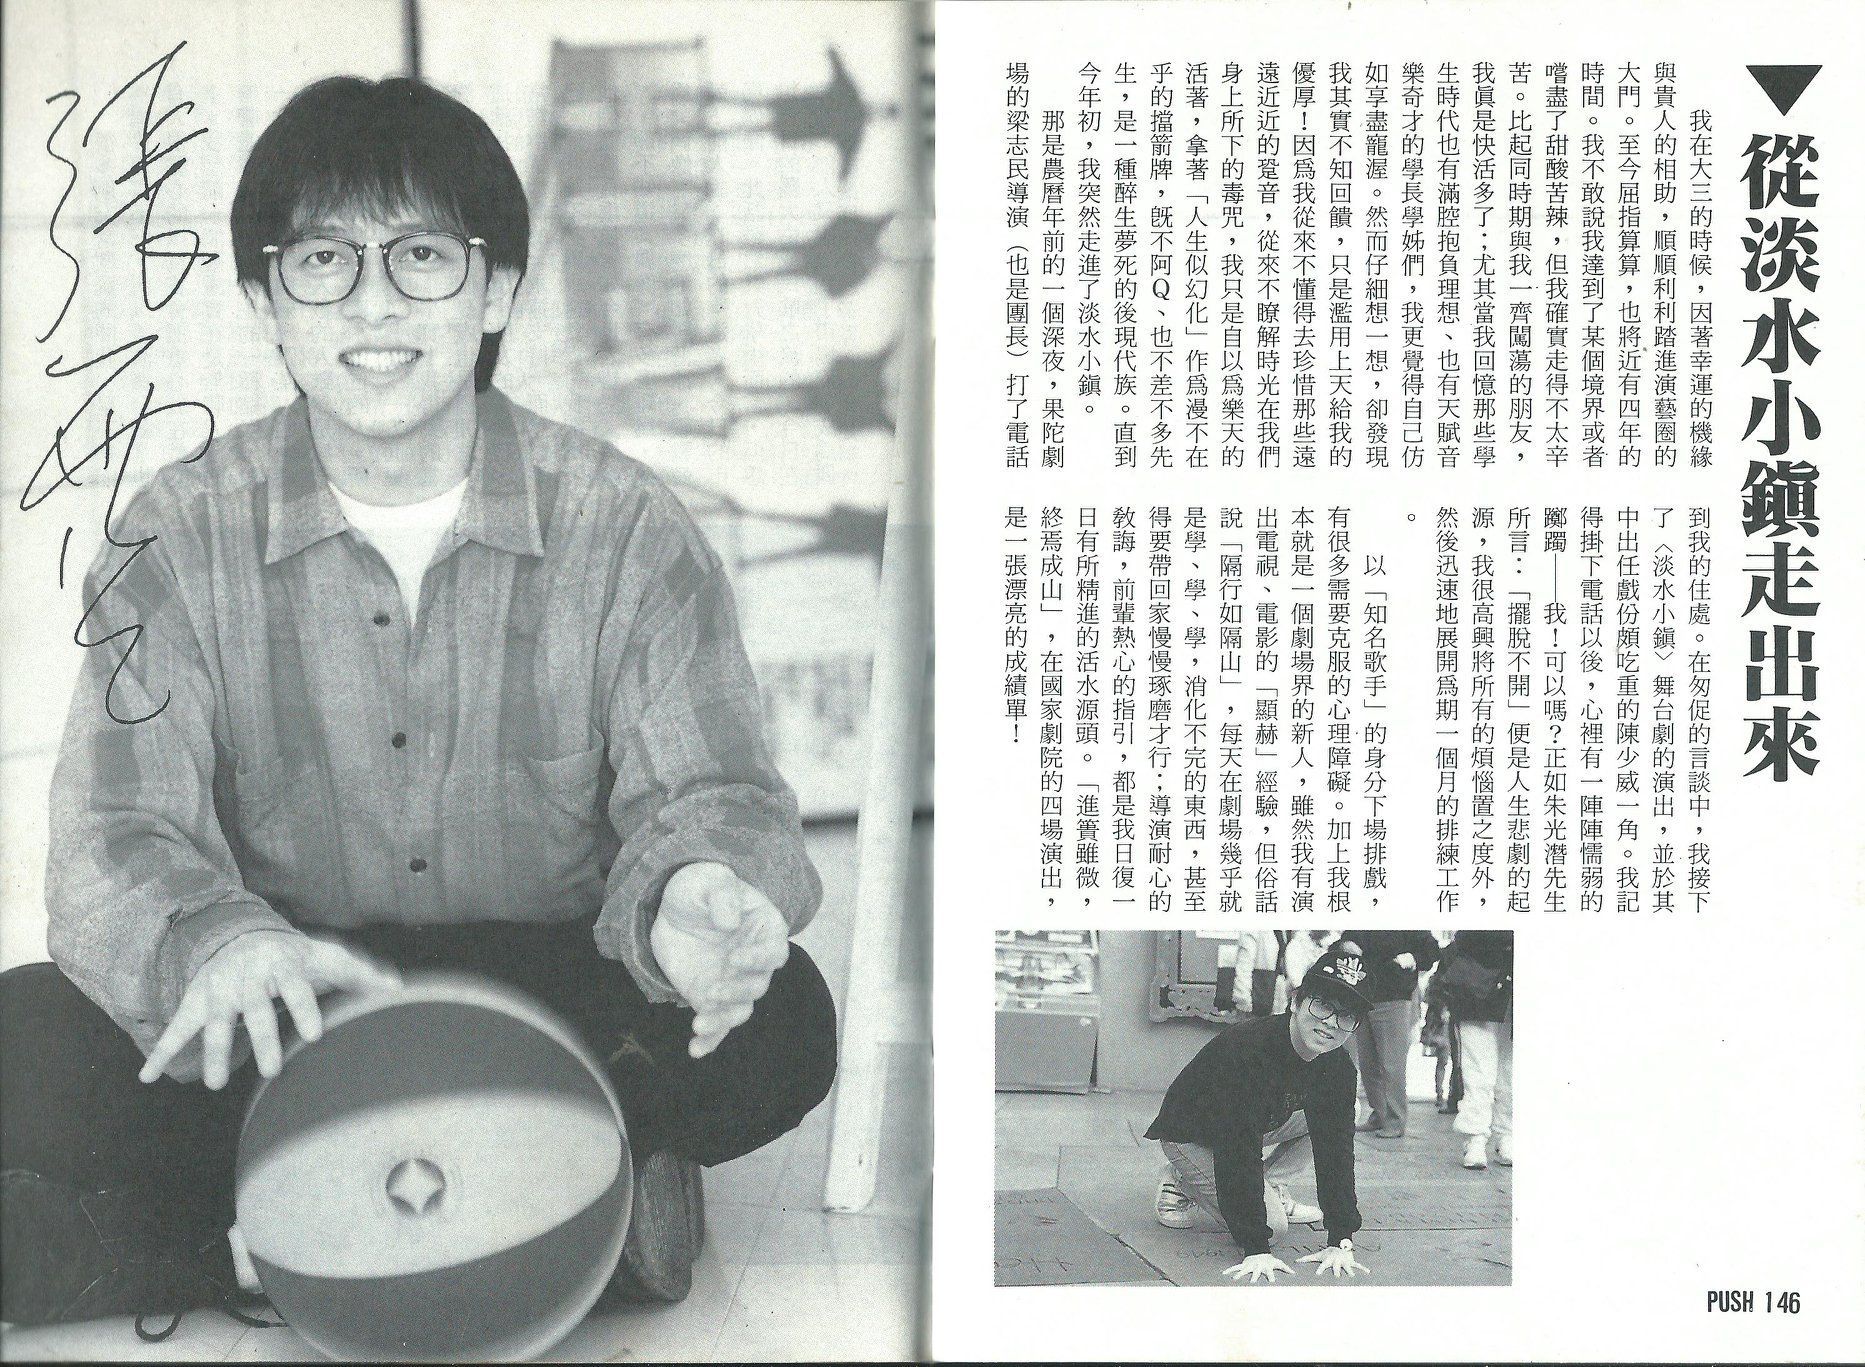 ▼從淡水小鎮走出來
我在大三的時候，因著幸運的機緣
與貴人的相助，順順利利踏進演藝圈的
大門。至今屈指算算，也將近有四年的
時間。我不敢說我達到了某個境界或者
嚐盡了甜酸苦辣，但我確實走得不太辛
苦。比起同時期與我一齊闖蕩的朋友，
我眞是快活多了；尤其當我回憶那些學
生時代也有滿腔抱負理想、也有天賦音
樂奇才的學長學姊們，我更覺得自己仿
如享盡寵渥。然而仔細想一想，卻發現
我其實不知回饋，只是濫用上天給我的
優厚！因爲我從來不懂得去珍惜那些遠
遠近近的跫音，從來不瞭解時光在我們
身上所下的毒咒，我只是自以爲樂天的
活著，拿著「人生似幻化」作爲漫不在
乎的擋箭牌，旣不阿Q、也不差不多先
生，是一種醉生夢死的後現代族。直到
今年初，我突然走進了淡水小鎭。
那是農曆年前的一個深夜，果陀劇
場的梁志民導演（也是團長）打了電話
到我的住處。在匆促的言談中，我接下
了〈淡水小鎭〉舞台劇的演出，並於其
中出任戲份頗吃重的陳少威一角。我記
得掛下電話以後，心裡有一陣陣懦弱的
躑躅——我！可以嗎？正如朱光潛先生
所言：「擺脫不開」便是人生悲劇的起
源，我很高興將所有的煩惱置之度外，
然後迅速地展開爲期一個月的排練工作
。
以「知名歌手」的身分下場排戲，
有很多需要克服的心理障礙。加上我根
本就是一個劇場界的新人，雖然我有演
出電視、電影的「顯赫」經驗，但俗話
說「隔行如隔山」，每天在劇場幾乎就
是學、學、學，消化不完的東西，甚至
得要帶回家慢慢琢磨才行；導演耐心的
敎誨，前輩熱心的指引，都是我日復一
日有所精進的活水源頭。「進簣雖微，
終焉成山」，在國家劇院的四場演出，
是一張漂亮的成績單！
PUSH 146